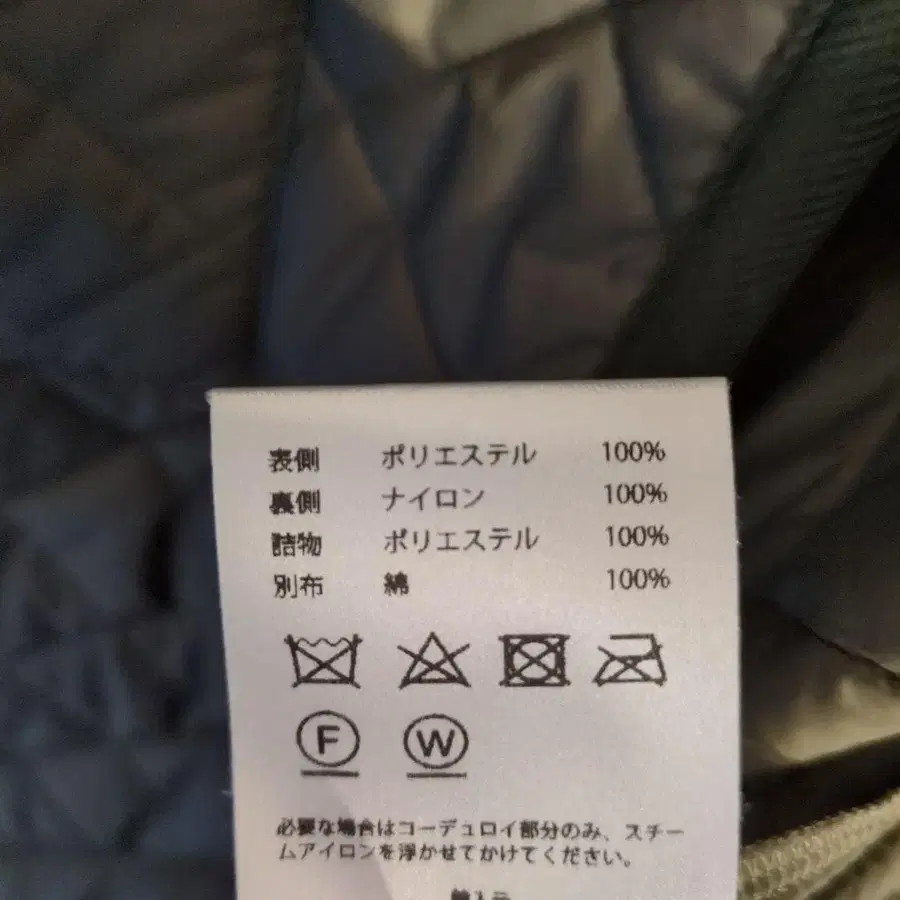 表側 ポリエステル 100%
裏側 ナイロン 100%
詰物 ポリエステル 100%
別布 綿 100%
F W
必要な場合はコーデュロイ部分のみ、スチー
ムアイロンを浮かせてかけてください。